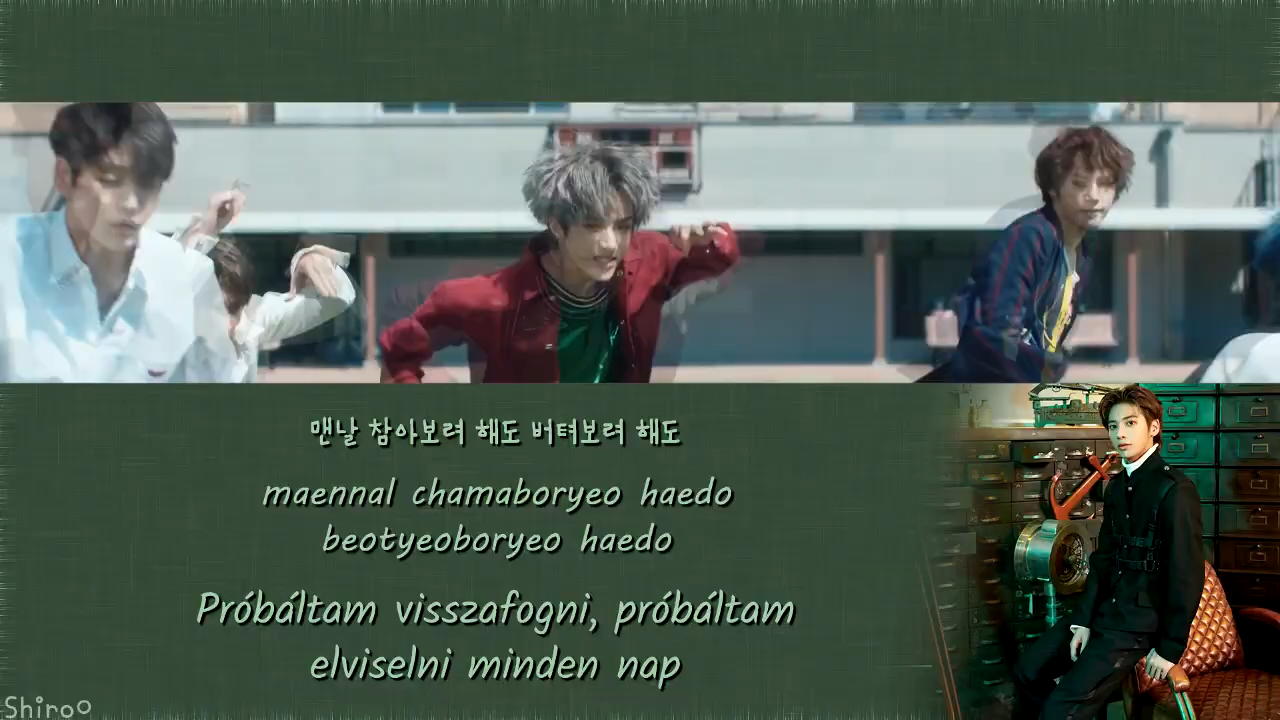 맨날 참아보려 해도 버텨보려 해도
maennal chamaboryeo haedo
beotyeoboryeo haedo
Próbáltam visszafogni, próbáltam
elviselni minden nap
Shiroo